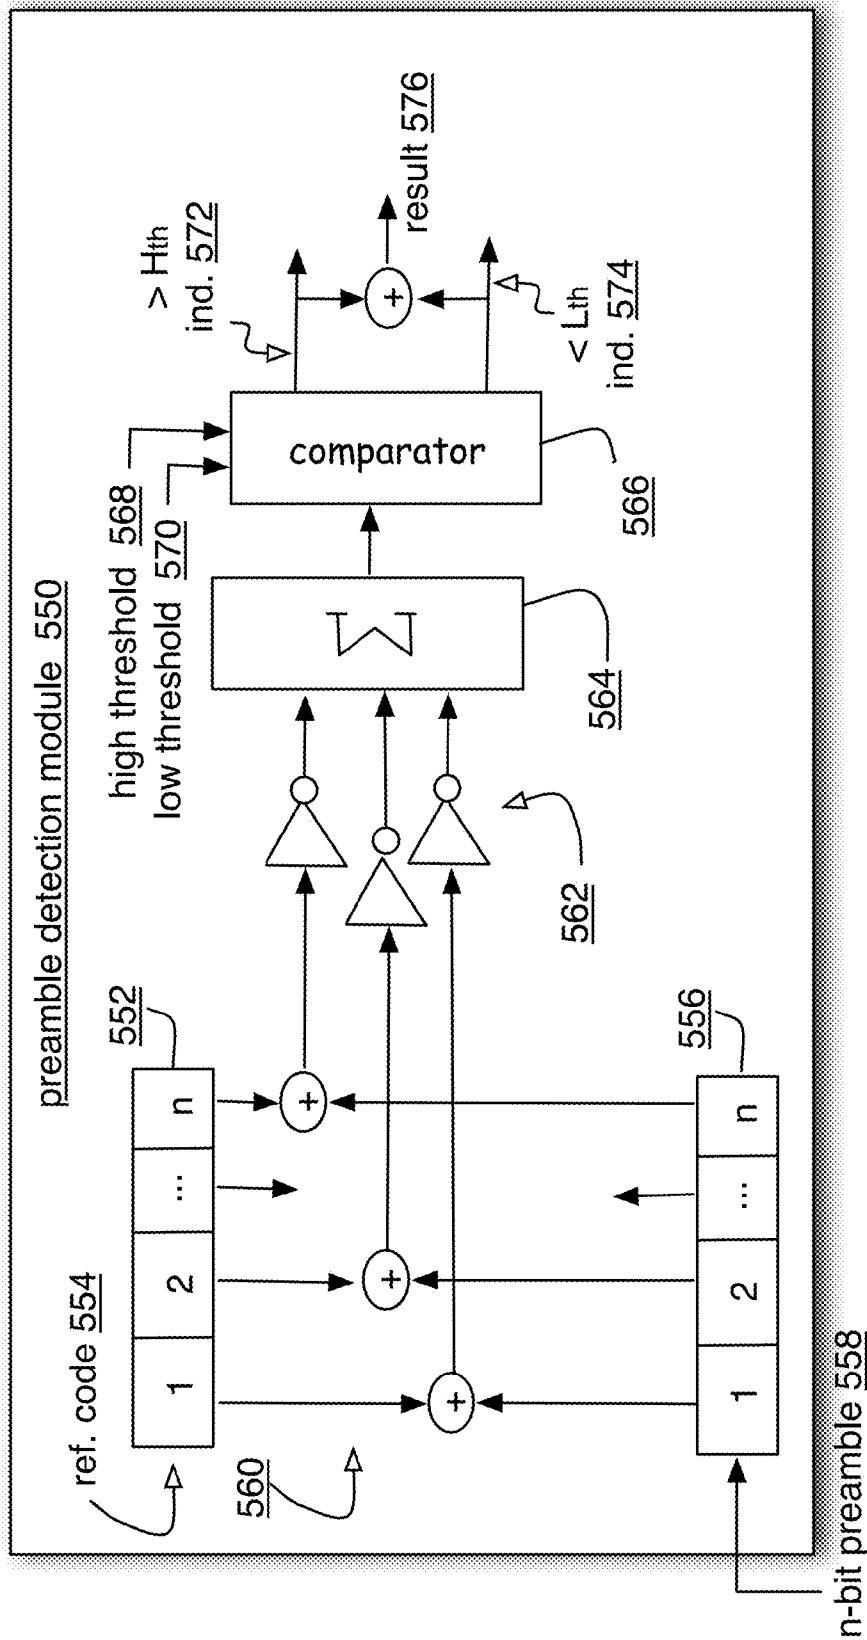 preamble detection module 550
ref. code 554
552
1
2
...
n
high threshold 568
low threshold 570
> Hth
ind. 572
+
+
+
560
Σ
comparator
+
result 576
562
564
566
< Lth
ind. 574
1
2
...
n
556
n-bit preamble 558